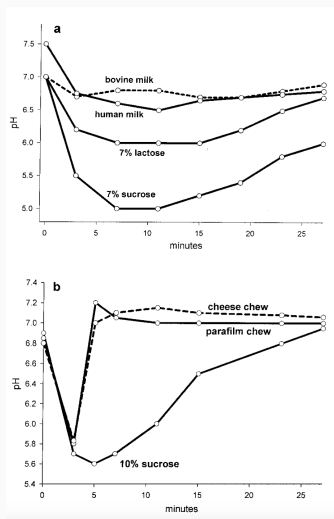 a
7.5
7.0
6.5
6.0
5.5
5.0
pH
bovine milk
human milk
7% lactose
7% sucrose
0
5
10
15
20
25
minutes
b
7.4
7.2
7.0
6.8
6.6
6.4
6.2
6.0
5.8
5.6
5.4
pH
cheese chew
parafilm chew
10% sucrose
0
5
10
15
20
25
minutes